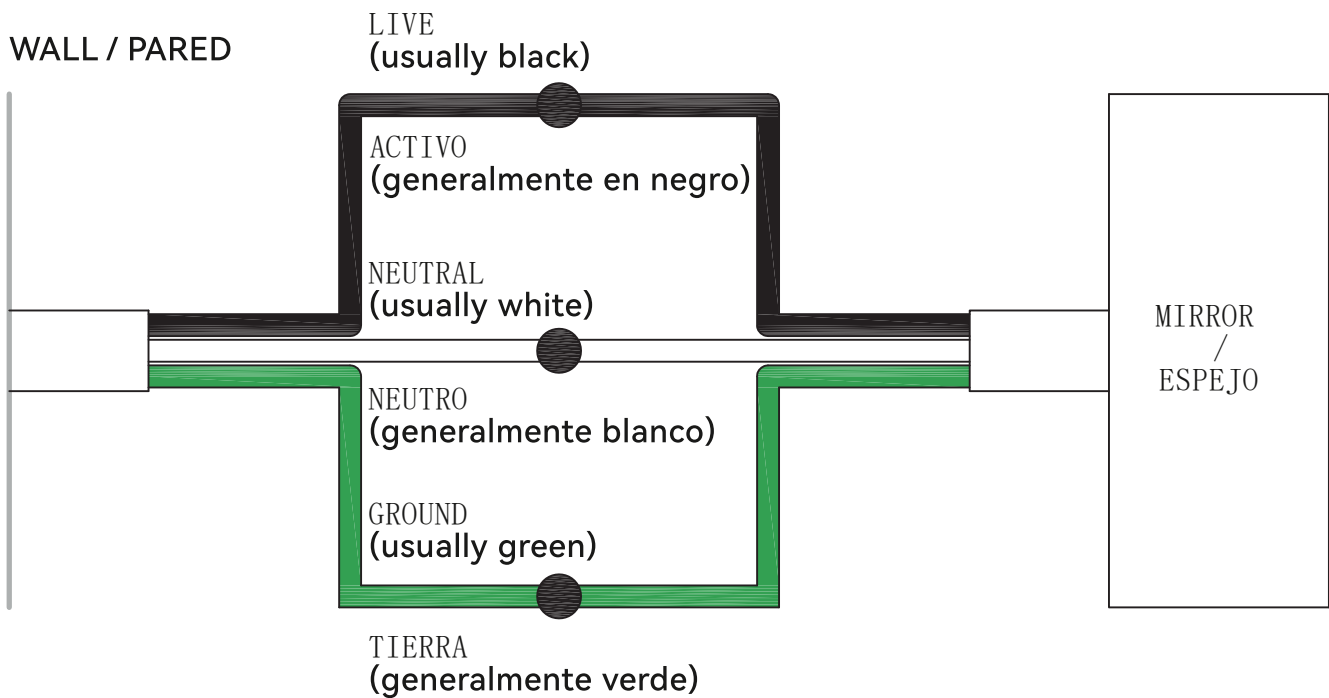 WALL / PARED
LIVE
(usually black)
ACTIVO
(generalmente en negro)
NEUTRAL
(usually white)
NEUTRO
(generalmente blanco)
GROUND
(usually green)
TIERRA
(generalmente verde)
MIRROR
/
ESPEJO